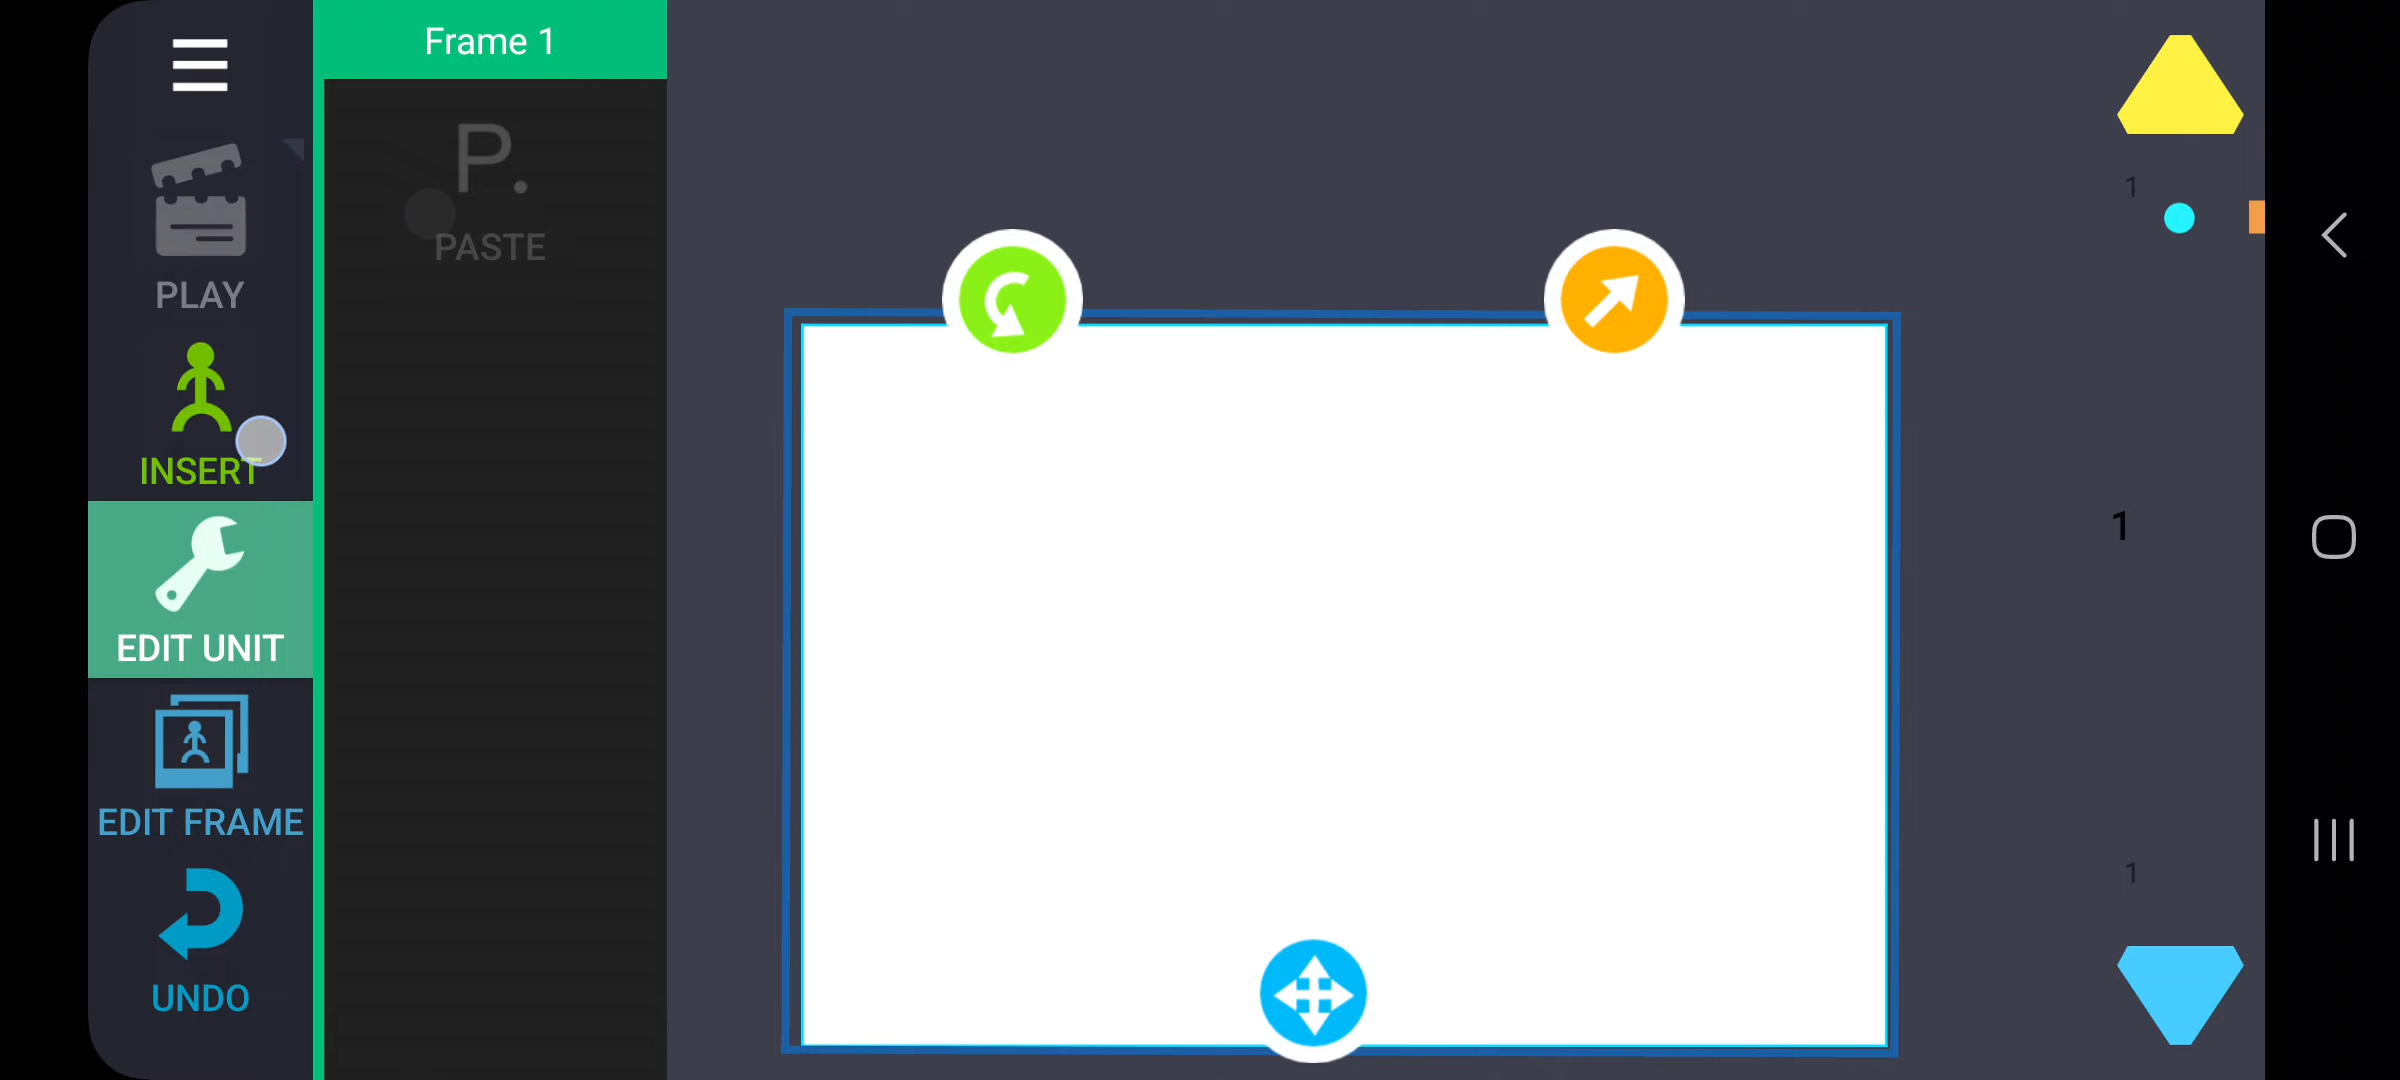 Frame 1
P.
PASTE
PLAY
INSERT
EDIT UNIT
EDIT FRAME
UNDO
1
1
1